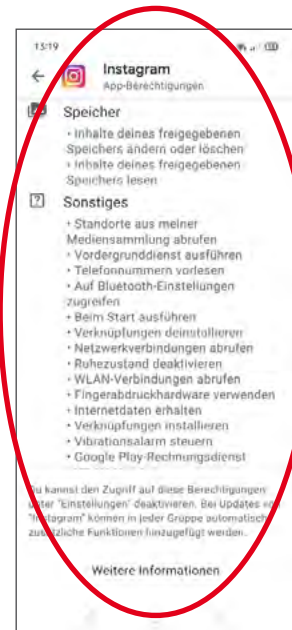 13:19
Instagram
App-Berechtigungen
Speicher
• Inhalte deines freigegebenen
Speichers ändern oder löschen
• Inhalte deines freigegebenen
Speichers lesen
Sonstiges
• Standorte aus meiner
Mediensammlung abrufen
• Vordergrunddienst ausführen
• Telefonnummern vorlesen
• Auf Bluetooth-Einstellungen
zugreifen
• Beim Start ausführen
• Verknüpfungen deinstallieren
• Netzwerkverbindungen abrufen
• Ruhezustand deaktivieren
• WLAN-Verbindungen abrufen
• Fingerabdruckhardware verwenden
• Internetdaten erhalten
• Verknüpfungen installieren
• Vibrationsalarm steuern
• Google Play-Rechnungsdienst
Du kannst den Zugriff auf diese Berechtigungen
unter "Einstellungen" deaktivieren. Bei Updates von
"Instagram" können in jeder Gruppe automatisch
zusätzliche Funktionen hinzugefügt werden.
Weitere Informationen